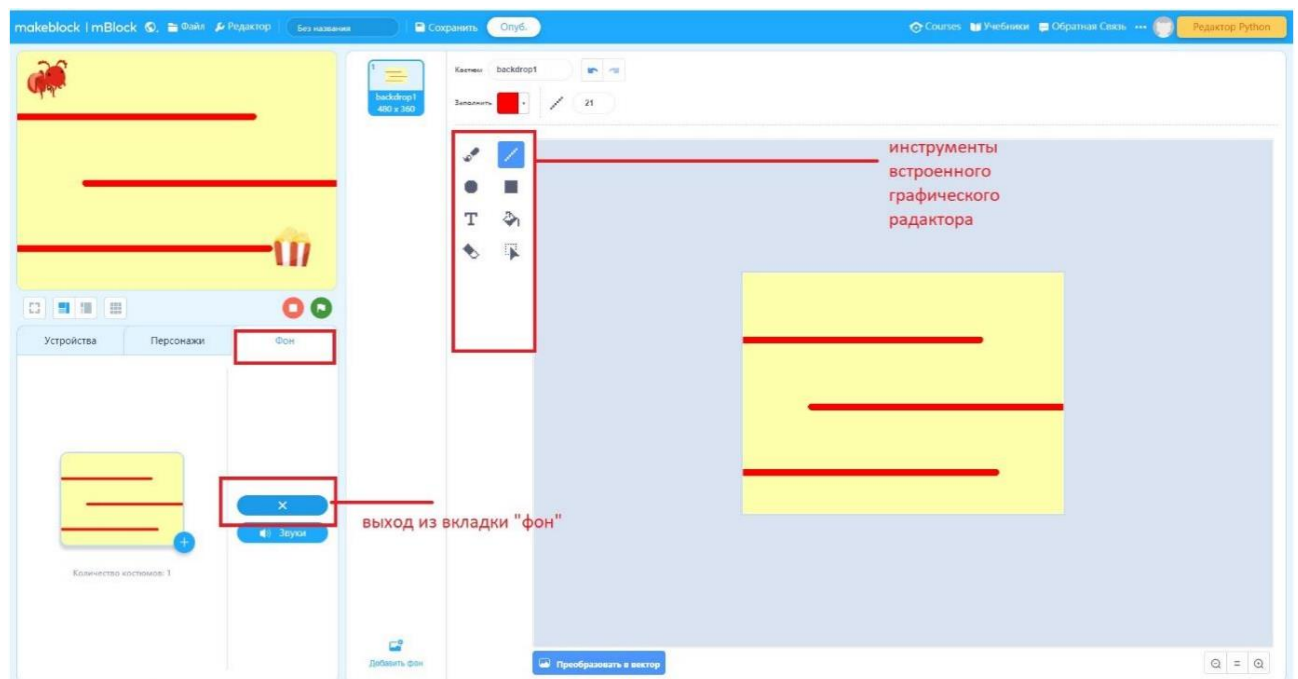 makeblock | mBlock Файл Редактор Без названия Сохранить Опуб. Courses Учебники Обратная Связь Редактор Python
1
backdrop1
480 x 360
Костюм backdrop1
Заполнить 21
T
инструменты
встроенного
графического
радактора
Устройства Персонажи Фон
×
Звуки
выход из вкладки "фон"
Количество костюмов: 1
Добавить фон
Преобразовать в вектор
=